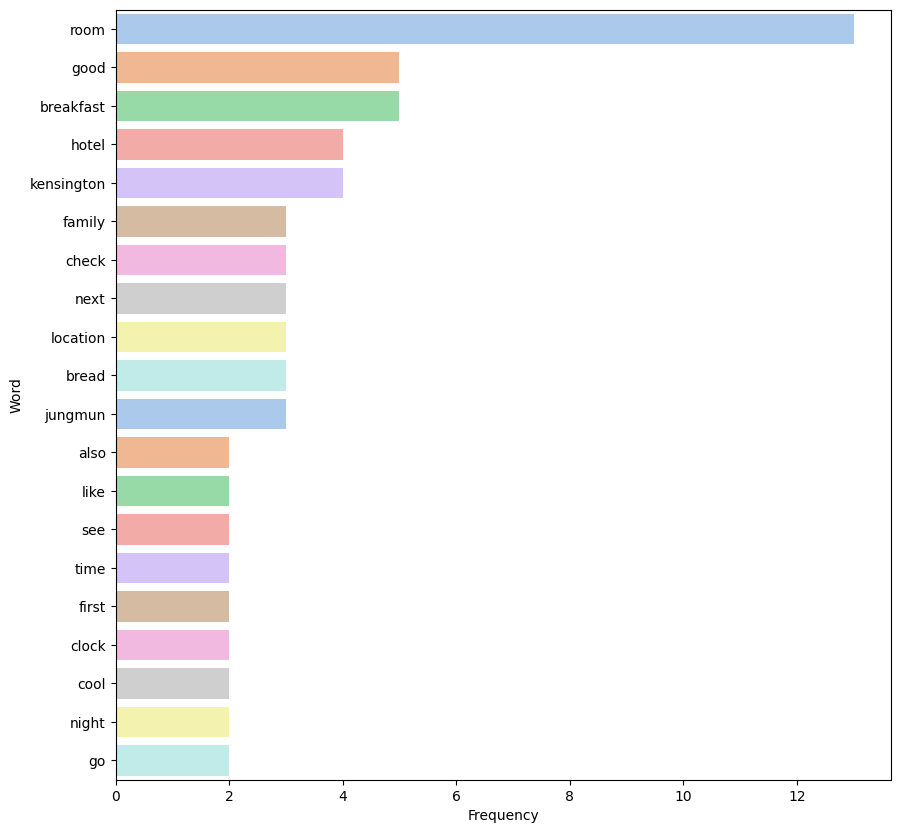 room
good
breakfast
hotel
kensington
family
check
next
location
bread
jungmun
also
like
see
time
first
clock
cool
night
go
Word
0 2 4 6 8 10 12
Frequency